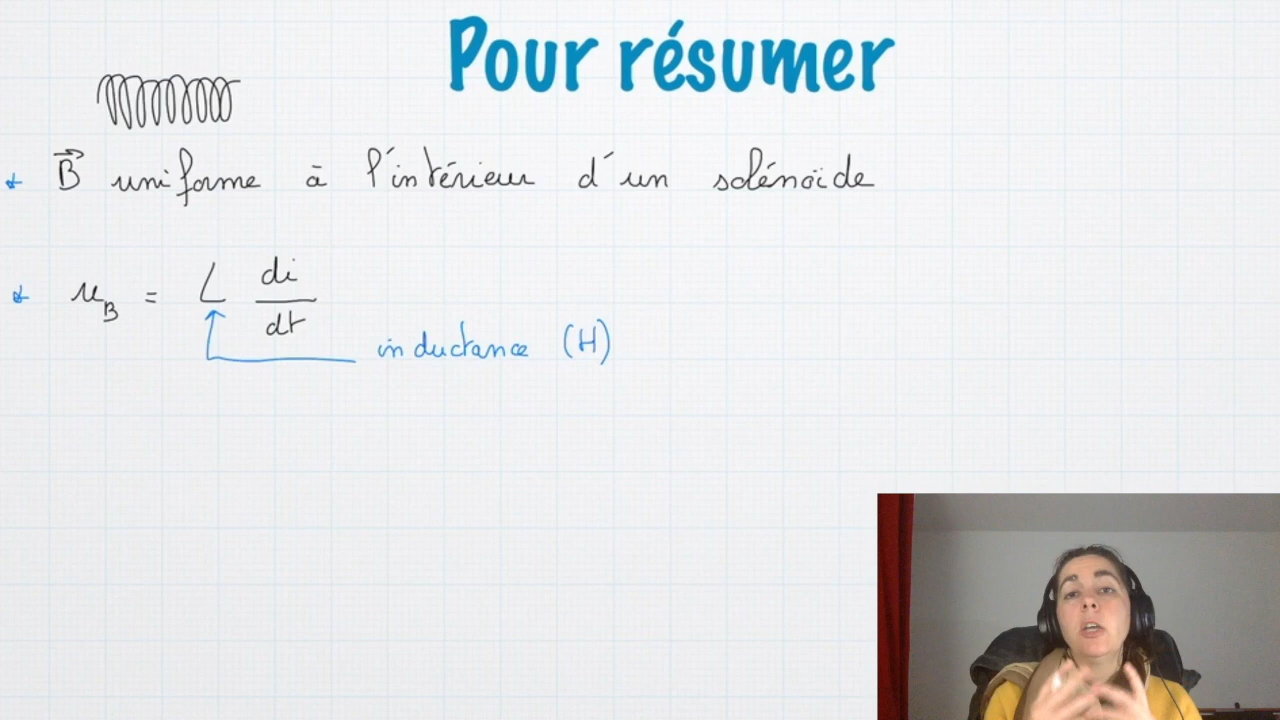 Pour résumer
* B⃗ uniforme à l'intérieur d'un solénoïde
* u_B = L di/dt
inductance (H)